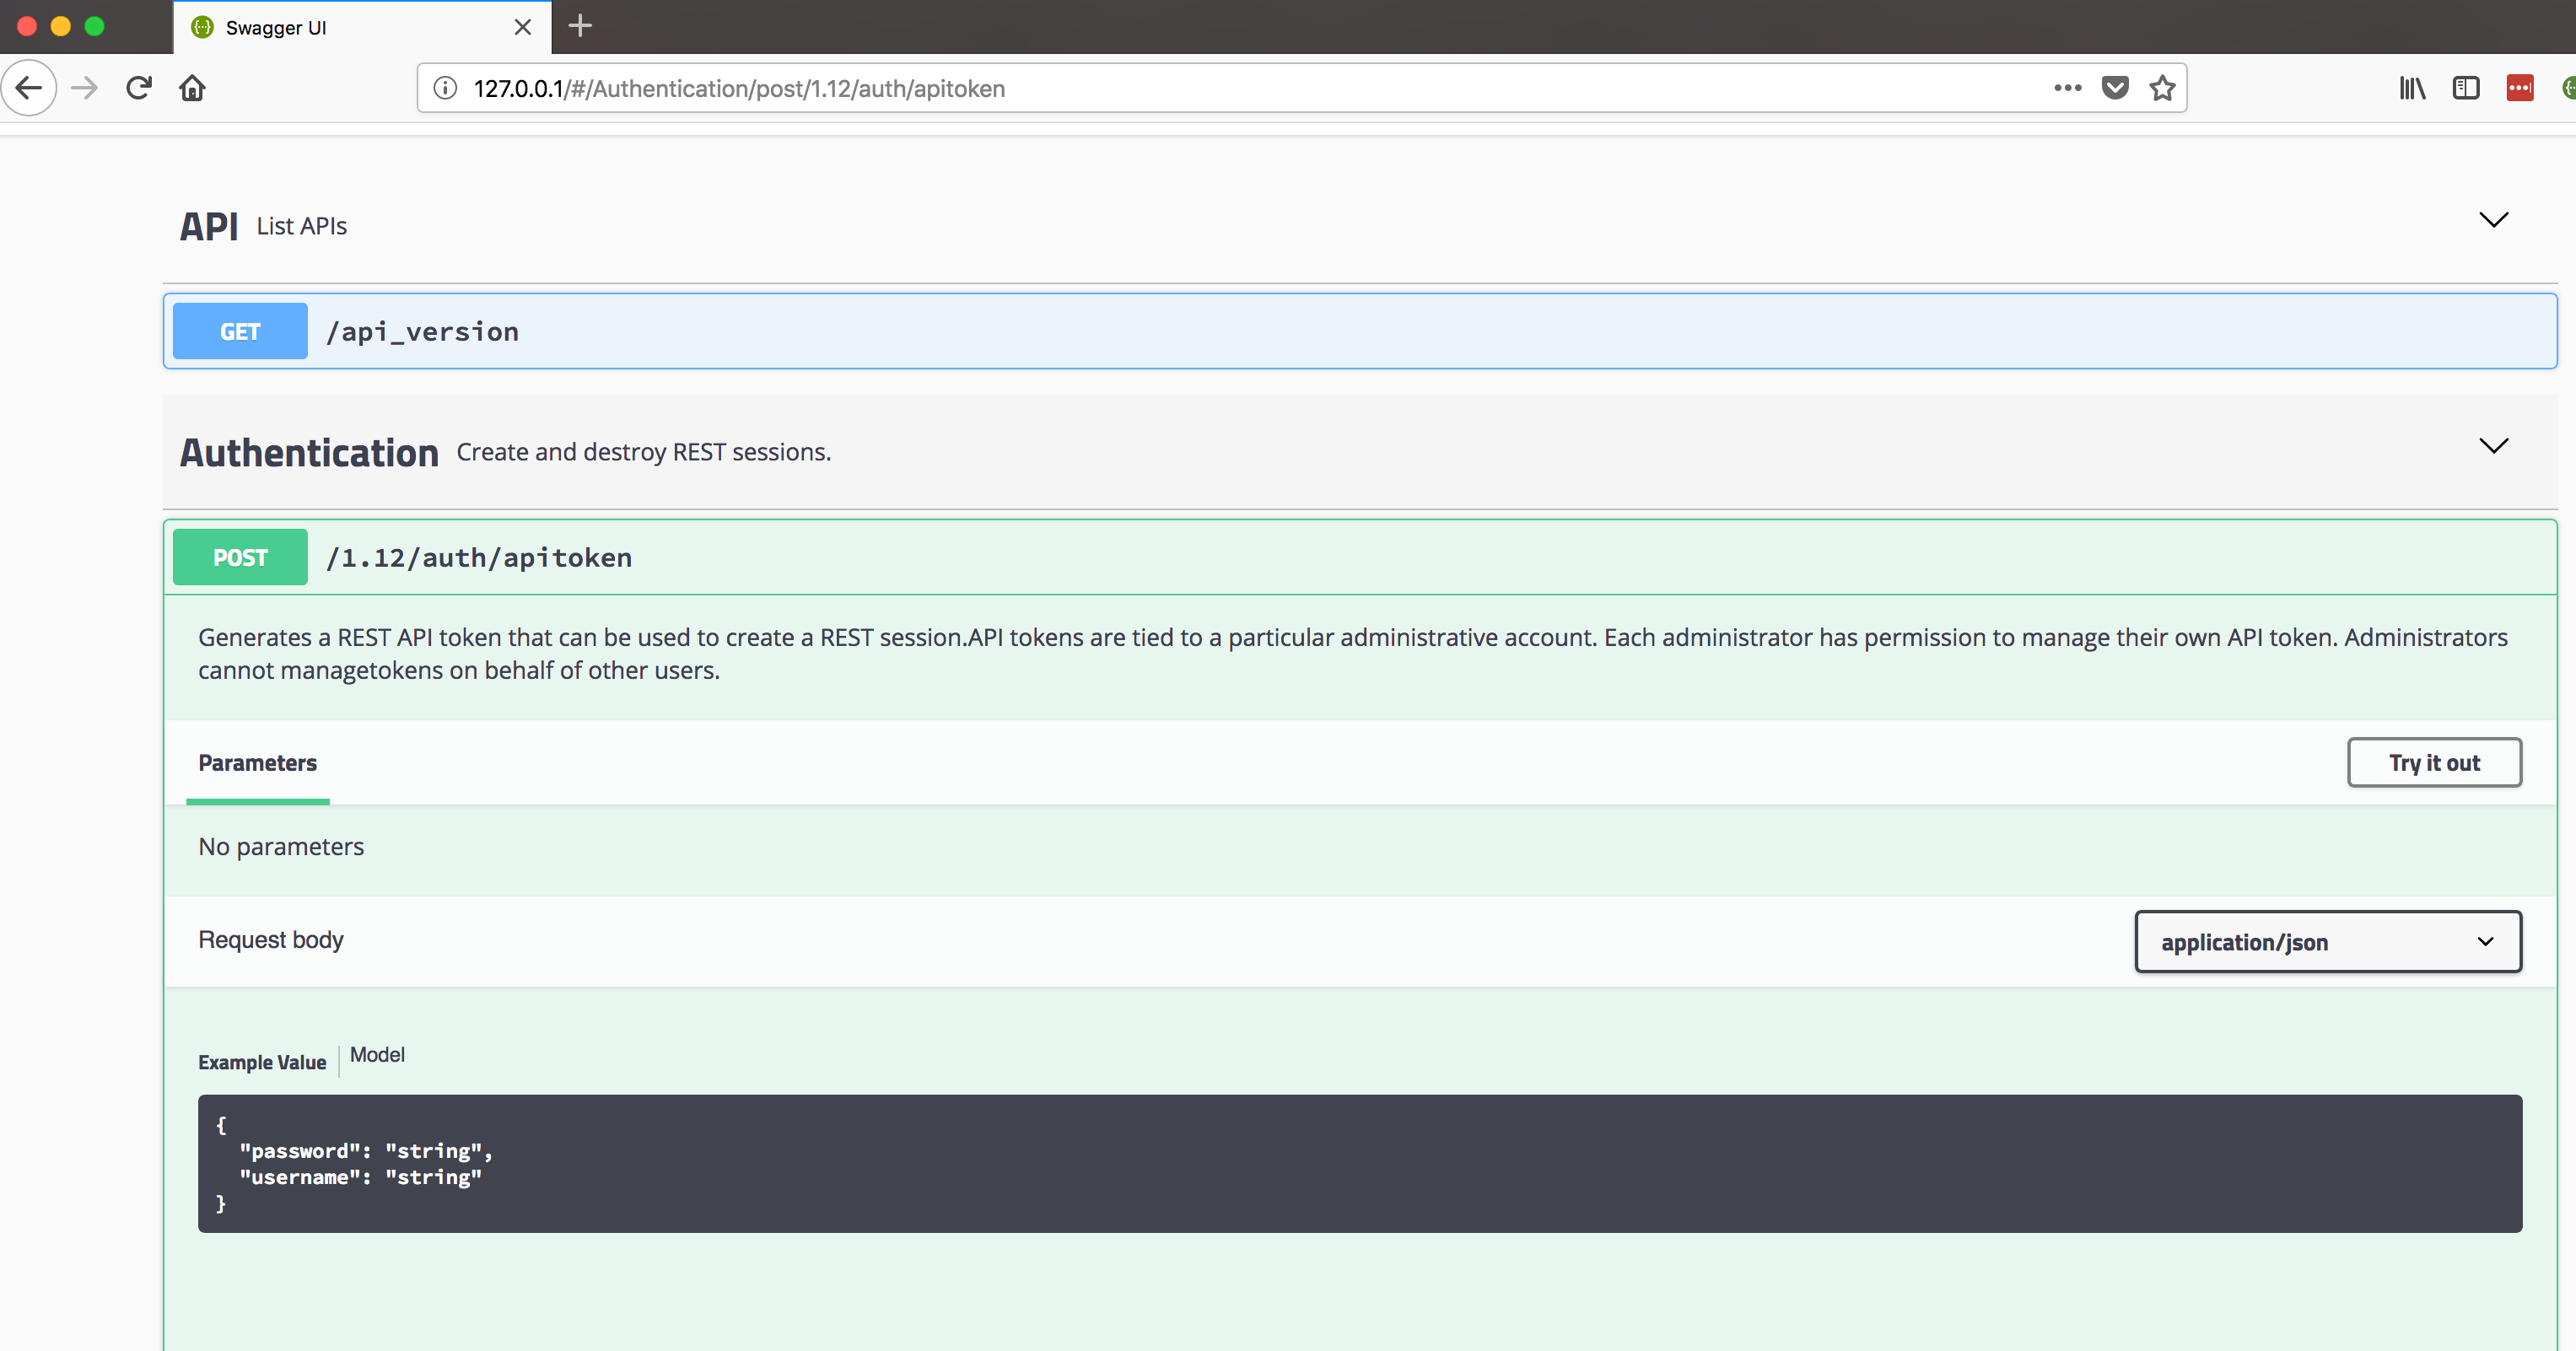 Swagger UI
127.0.0.1/#/Authentication/post/1.12/auth/apitoken
API List APIs
GET /api_version
Authentication Create and destroy REST sessions.
POST /1.12/auth/apitoken
Generates a REST API token that can be used to create a REST session.API tokens are tied to a particular administrative account. Each administrator has permission to manage their own API token. Administrators
cannot managetokens on behalf of other users.
Parameters Try it out
No parameters
Request body application/json
Example Value Model
{
"password": "string",
"username": "string"
}